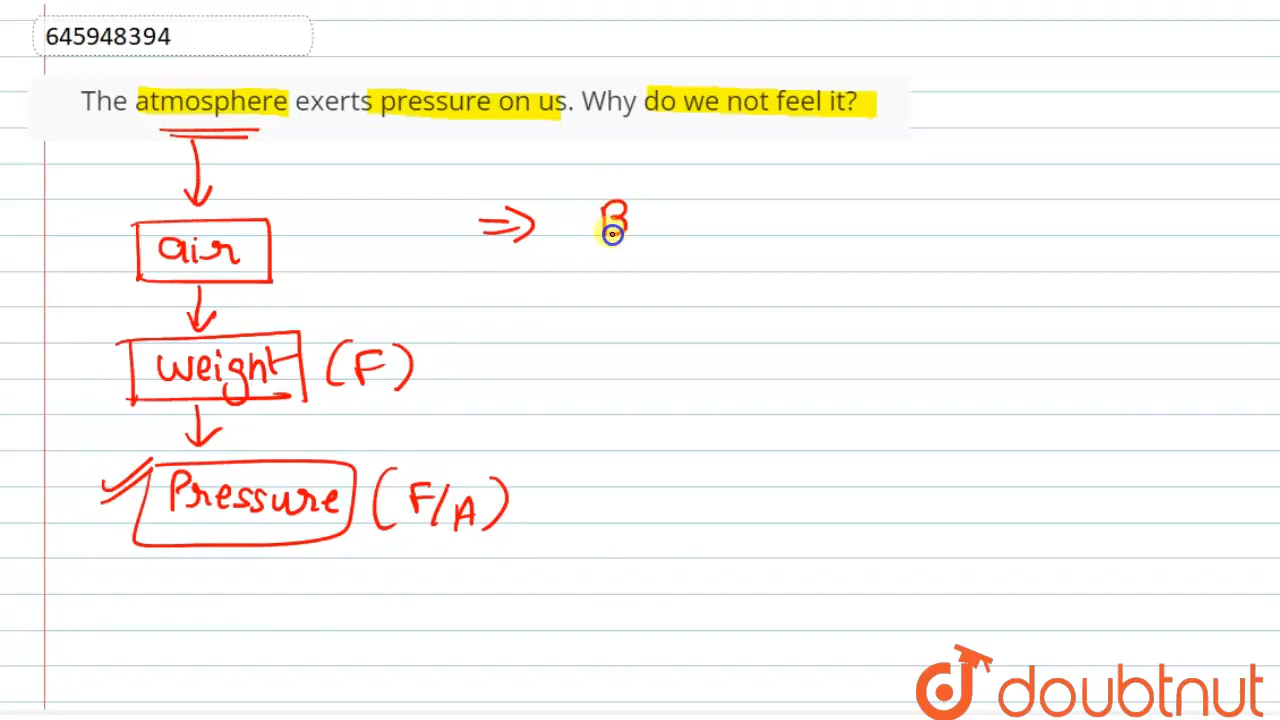 645948394
The atmosphere exerts pressure on us. Why do we not feel it?
air
⇒ B
weight (F)
Pressure (F/A)
doubtnut